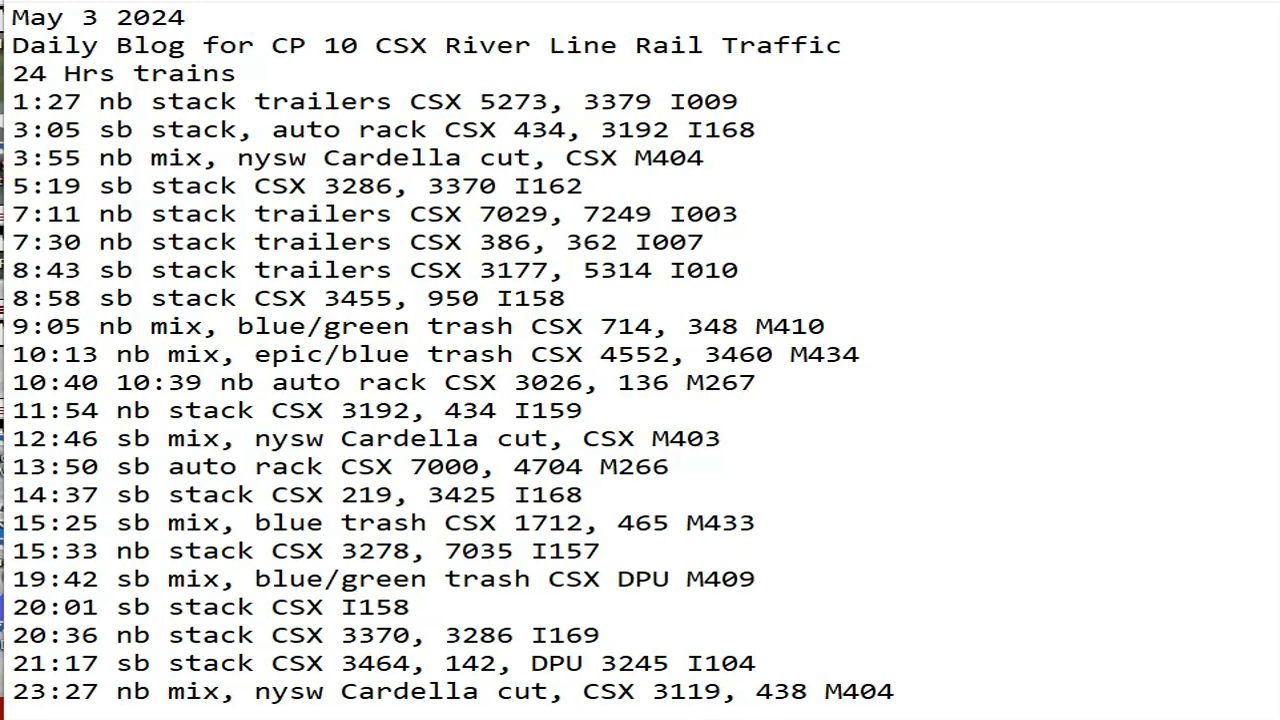 May 3 2024
Daily Blog for CP 10 CSX River Line Rail Traffic
24 Hrs trains
1:27 nb stack trailers CSX 5273, 3379 I009
3:05 sb stack, auto rack CSX 434, 3192 I168
3:55 nb mix, nysw Cardella cut, CSX M404
5:19 sb stack CSX 3286, 3370 I162
7:11 nb stack trailers CSX 7029, 7249 I003
7:30 nb stack trailers CSX 386, 362 I007
8:43 sb stack trailers CSX 3177, 5314 I010
8:58 sb stack CSX 3455, 950 I158
9:05 nb mix, blue/green trash CSX 714, 348 M410
10:13 nb mix, epic/blue trash CSX 4552, 3460 M434
10:40 10:39 nb auto rack CSX 3026, 136 M267
11:54 nb stack CSX 3192, 434 I159
12:46 sb mix, nysw Cardella cut, CSX M403
13:50 sb auto rack CSX 7000, 4704 M266
14:37 sb stack CSX 219, 3425 I168
15:25 sb mix, blue trash CSX 1712, 465 M433
15:33 nb stack CSX 3278, 7035 I157
19:42 sb mix, blue/green trash CSX DPU M409
20:01 sb stack CSX I158
20:36 nb stack CSX 3370, 3286 I169
21:17 sb stack CSX 3464, 142, DPU 3245 I104
23:27 nb mix, nysw Cardella cut, CSX 3119, 438 M404